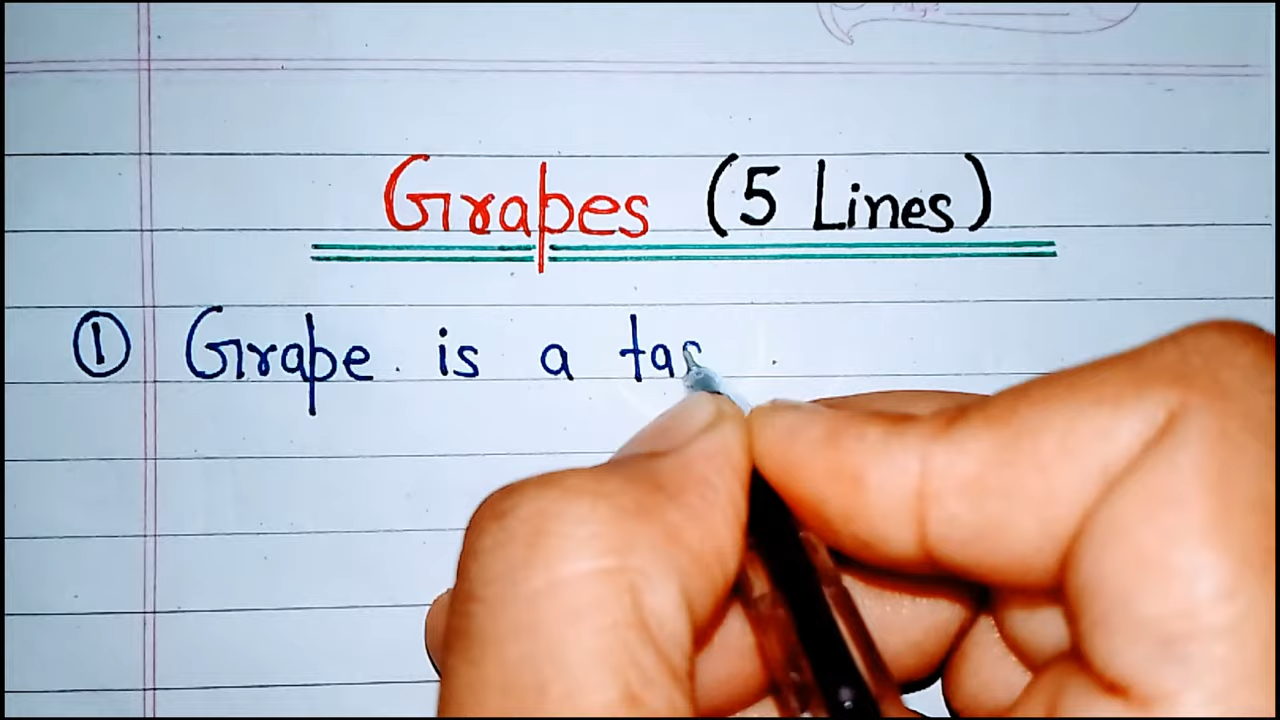 Grapes (5 Lines)
① Grape is a tas